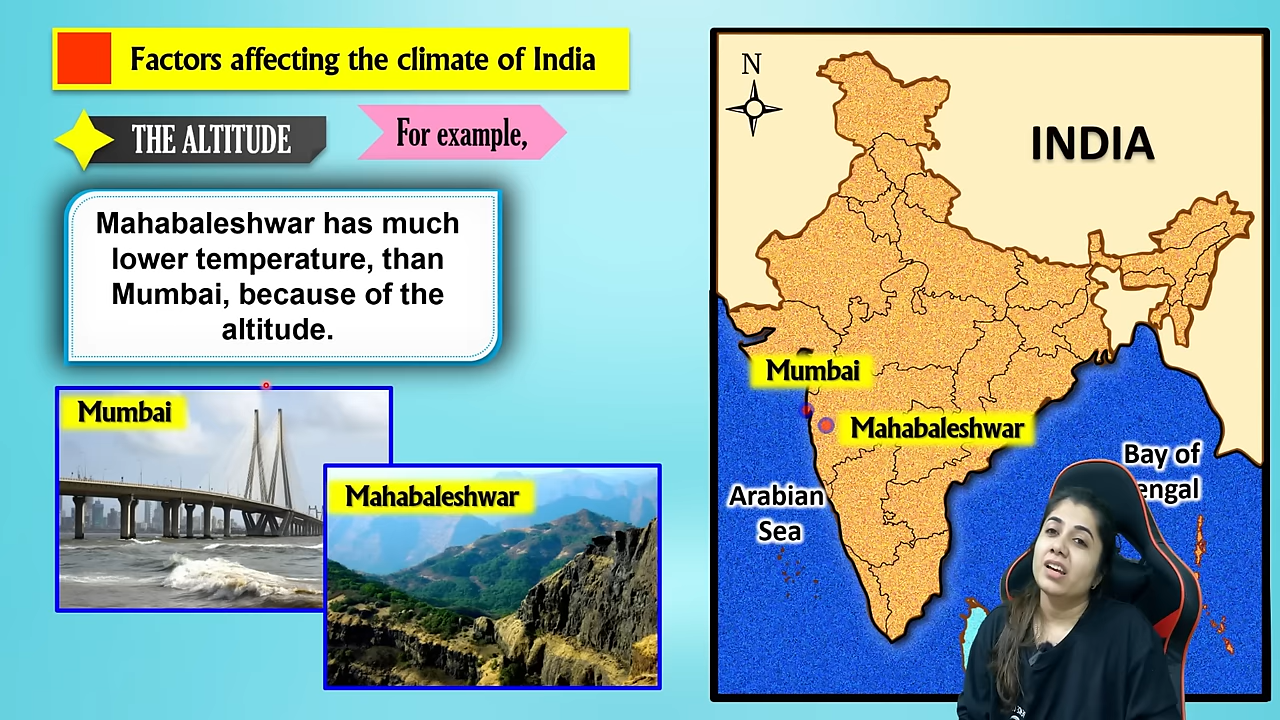 Factors affecting the climate of India
THE ALTITUDE
For example,
Mahabaleshwar has much
lower temperature, than
Mumbai, because of the
altitude.
Mumbai
Mahabaleshwar
N
INDIA
Mumbai
Mahabaleshwar
Arabian
Sea
Bay of
engal